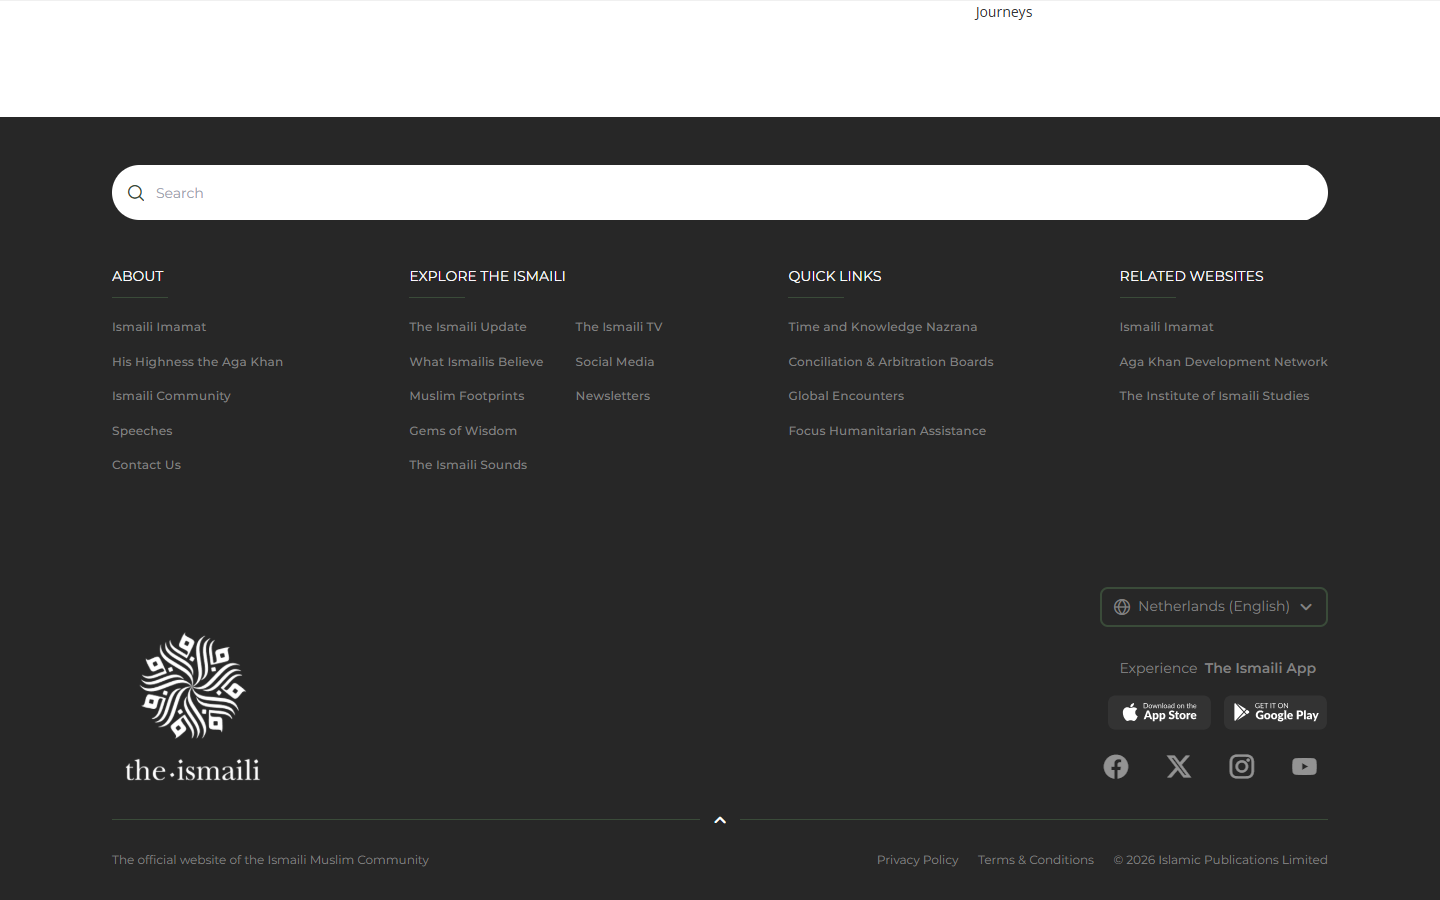 Journeys
Search
ABOUT
Ismaili Imamat
His Highness the Aga Khan
Ismaili Community
Speeches
Contact Us
EXPLORE THE ISMAILI
The Ismaili Update
What Ismailis Believe
Muslim Footprints
Gems of Wisdom
The Ismaili Sounds
The Ismaili TV
Social Media
Newsletters
QUICK LINKS
Time and Knowledge Nazrana
Conciliation & Arbitration Boards
Global Encounters
Focus Humanitarian Assistance
RELATED WEBSITES
Ismaili Imamat
Aga Khan Development Network
The Institute of Ismaili Studies
Netherlands (English)
Experience The Ismaili App
Download on the
App Store
GET IT ON
Google Play
the·ismaili
The official website of the Ismaili Muslim Community
Privacy Policy
Terms & Conditions
© 2026 Islamic Publications Limited